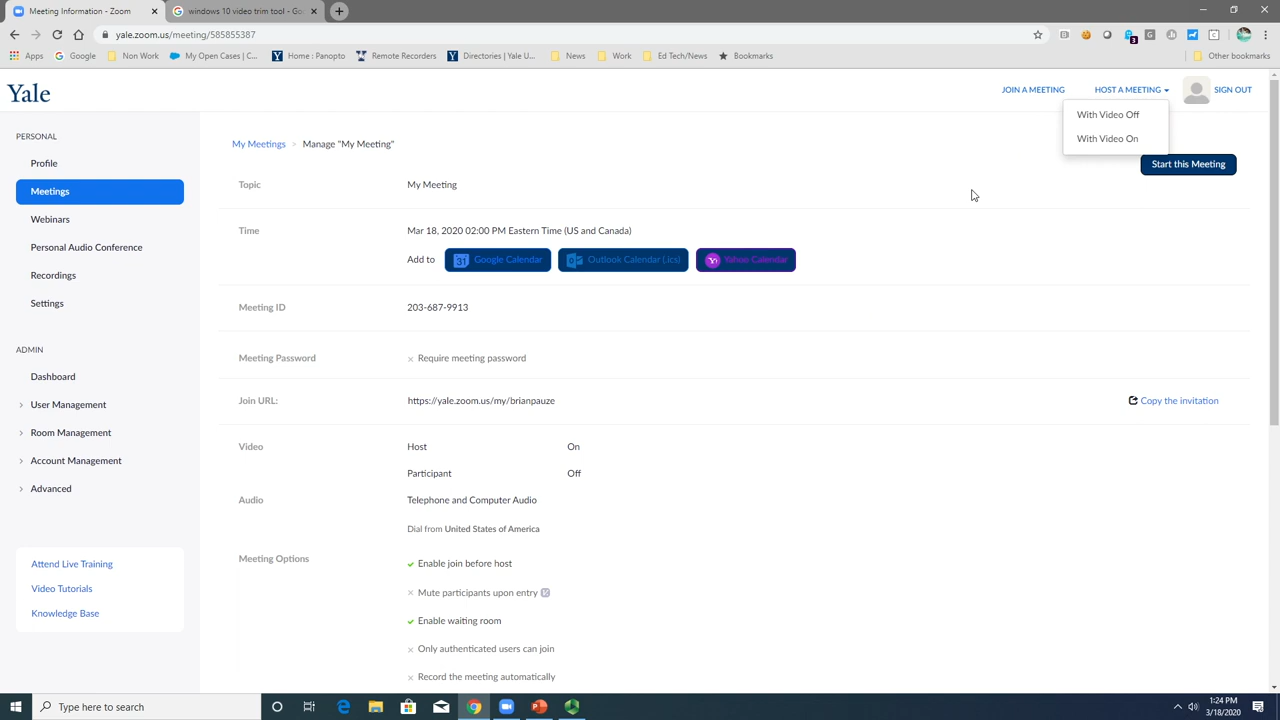 Meeting Information - Zoom
windows 10 video trim tool - Goo
yale.zoom.us/meeting/585855387
Apps
Google
Non Work
My Open Cases | C...
Home : Panopto
Remote Recorders
Directories | Yale U...
News
Work
Ed Tech/News
Bookmarks
Other bookmarks
Yale
JOIN A MEETING
HOST A MEETING
SIGN OUT
With Video Off
With Video On
PERSONAL
Profile
Meetings
Webinars
Personal Audio Conference
Recordings
Settings
ADMIN
Dashboard
User Management
Room Management
Account Management
Advanced
Attend Live Training
Video Tutorials
Knowledge Base
My Meetings > Manage "My Meeting"
Start this Meeting
Topic My Meeting
Time Mar 18, 2020 02:00 PM Eastern Time (US and Canada)
Add to 31 Google Calendar Outlook Calendar (.ics) Yahoo Calendar
Meeting ID 203-687-9913
Meeting Password × Require meeting password
Join URL: https://yale.zoom.us/my/brianpauze Copy the invitation
Video Host On
Participant Off
Audio Telephone and Computer Audio
Dial from United States of America
Meeting Options Enable join before host
× Mute participants upon entry
Enable waiting room
× Only authenticated users can join
× Record the meeting automatically
Type here to search
1:24 PM
3/18/2020